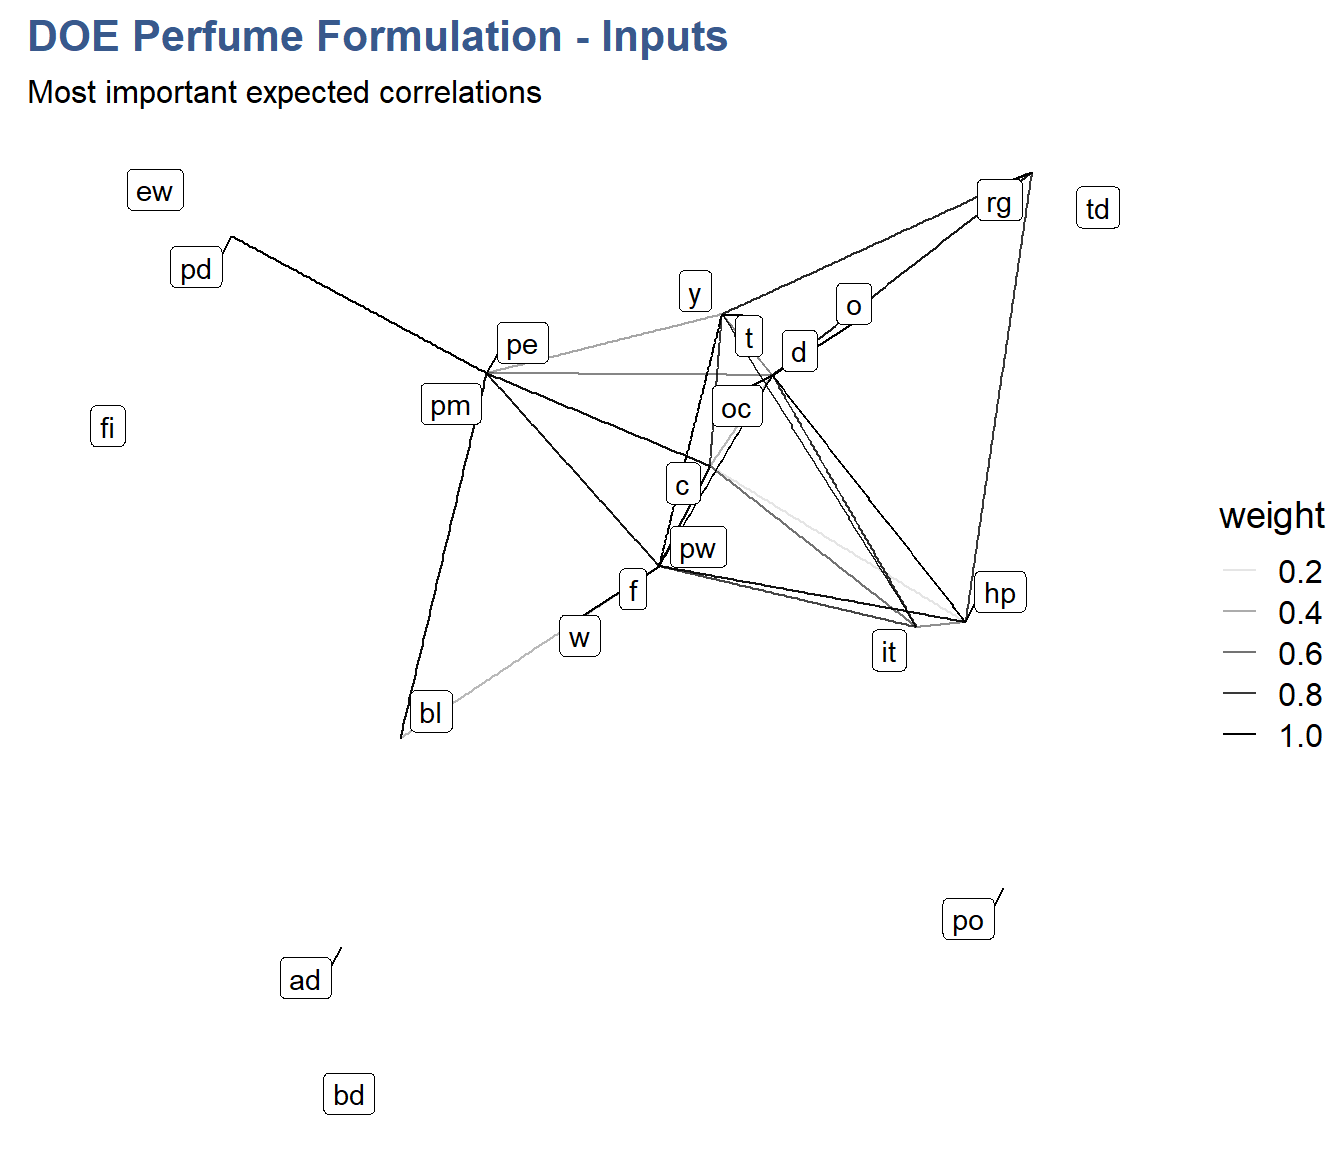 DOE Perfume Formulation - Inputs
Most important expected correlations
ew
rg
td
pd
y
o
t
pe
d
pm
oc
fi
c
weight
pw
0.2
f
hp
0.4
w
it
0.6
bl
0.8
1.0
po
ad
bd